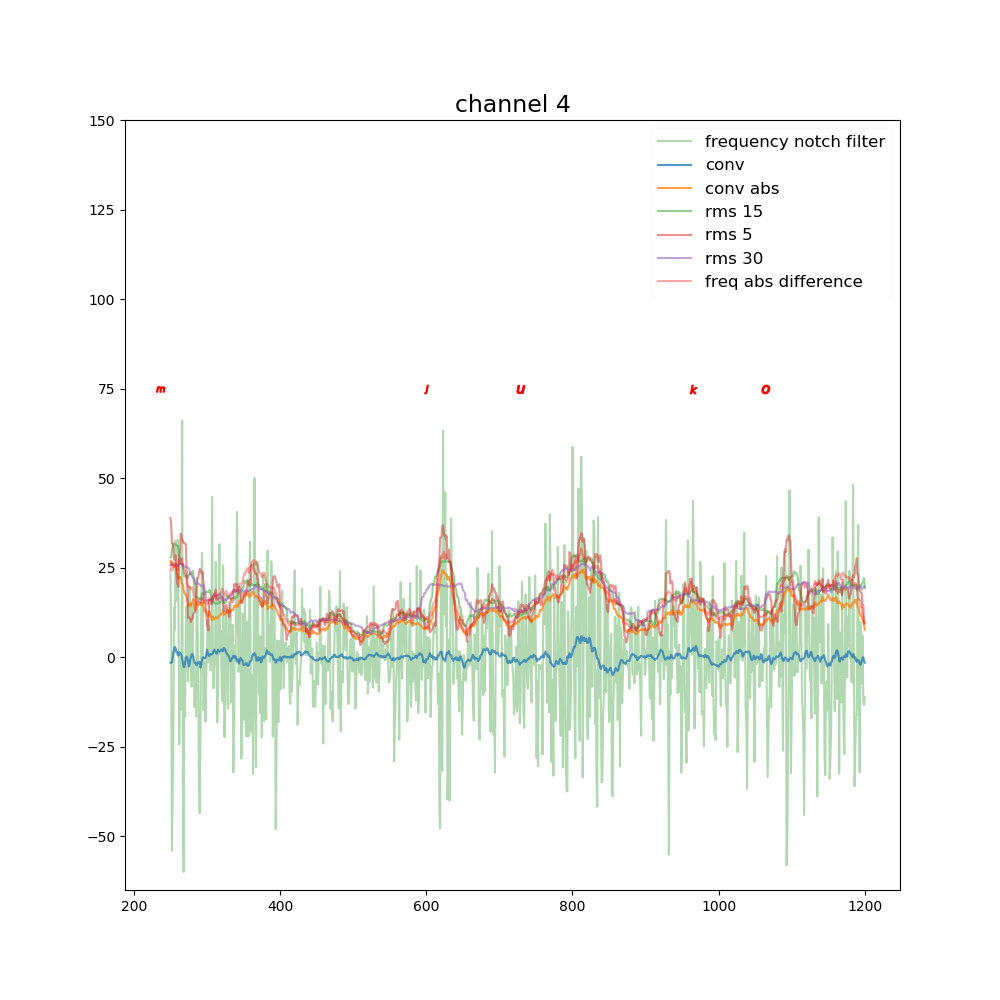 channel 4
150
125
100
75
50
25
0
−25
−50
200 400 600 800 1000 1200
frequency notch filter
conv
conv abs
rms 15
rms 5
rms 30
freq abs difference
m j u k o